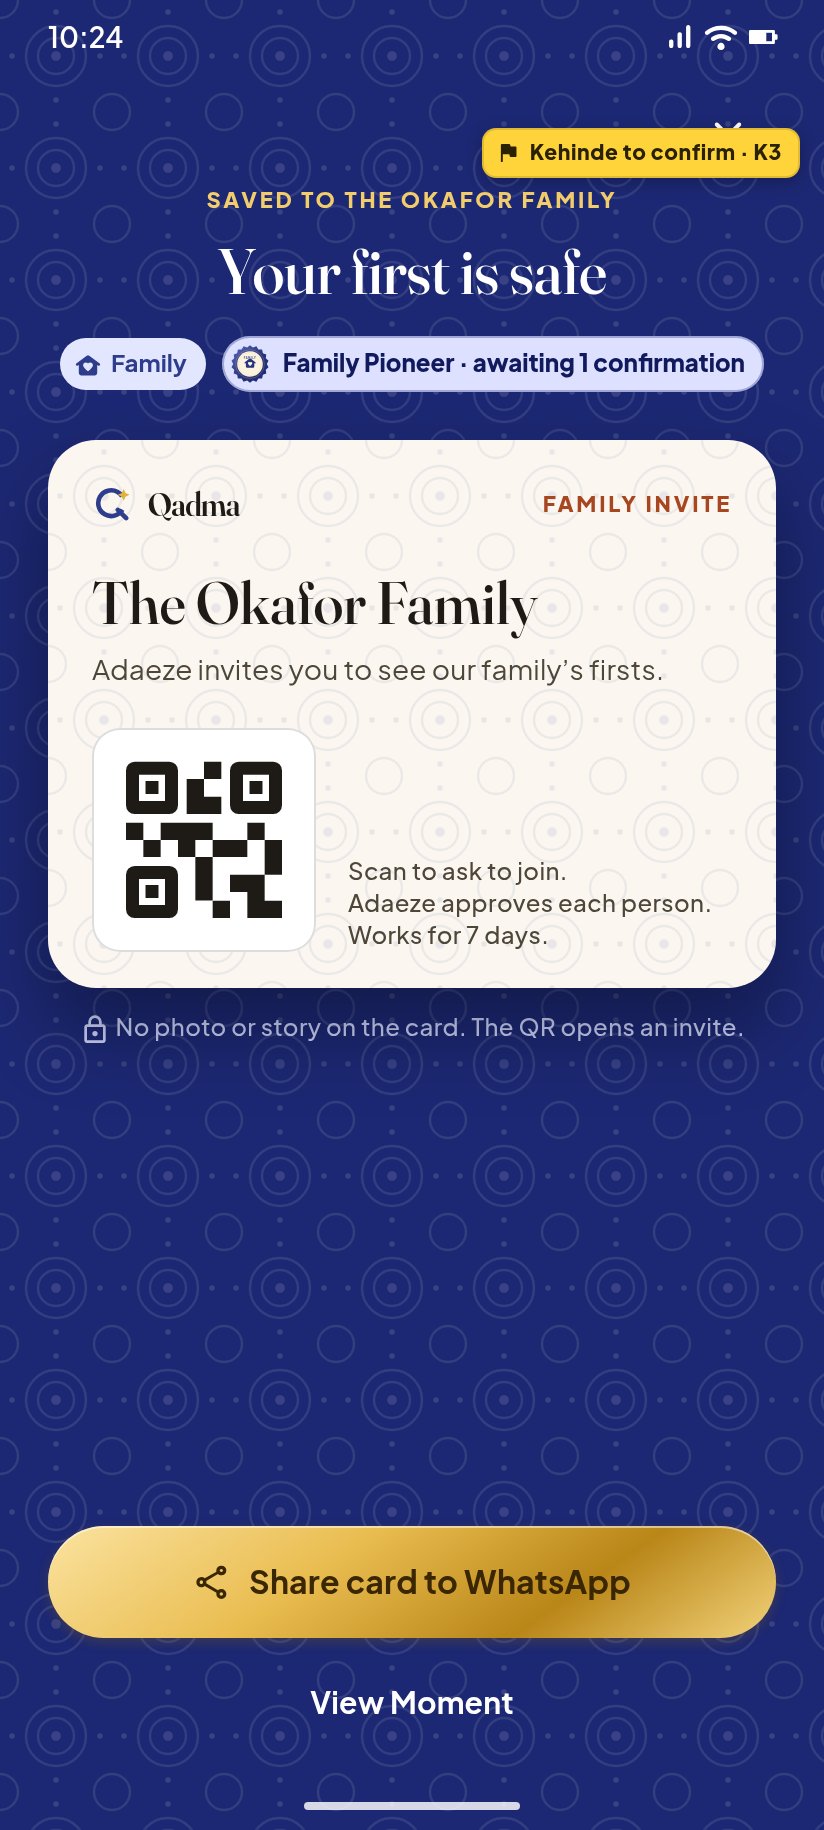 10:24
Kehinde to confirm · K3
SAVED TO THE OKAFOR FAMILY
Your first is safe
Family
Family Pioneer · awaiting 1 confirmation
Qadma
FAMILY INVITE
The Okafor Family
Adaeze invites you to see our family’s firsts.
Scan to ask to join.
Adaeze approves each person.
Works for 7 days.
No photo or story on the card. The QR opens an invite.
Share card to WhatsApp
View Moment